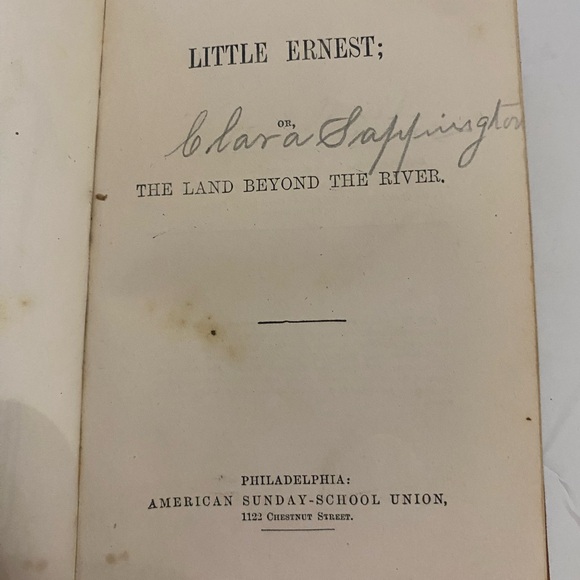 LITTLE ERNEST;
OR,
Clara Sappington
THE LAND BEYOND THE RIVER.
PHILADELPHIA:
AMERICAN SUNDAY-SCHOOL UNION,
1122 CHESTNUT STREET.